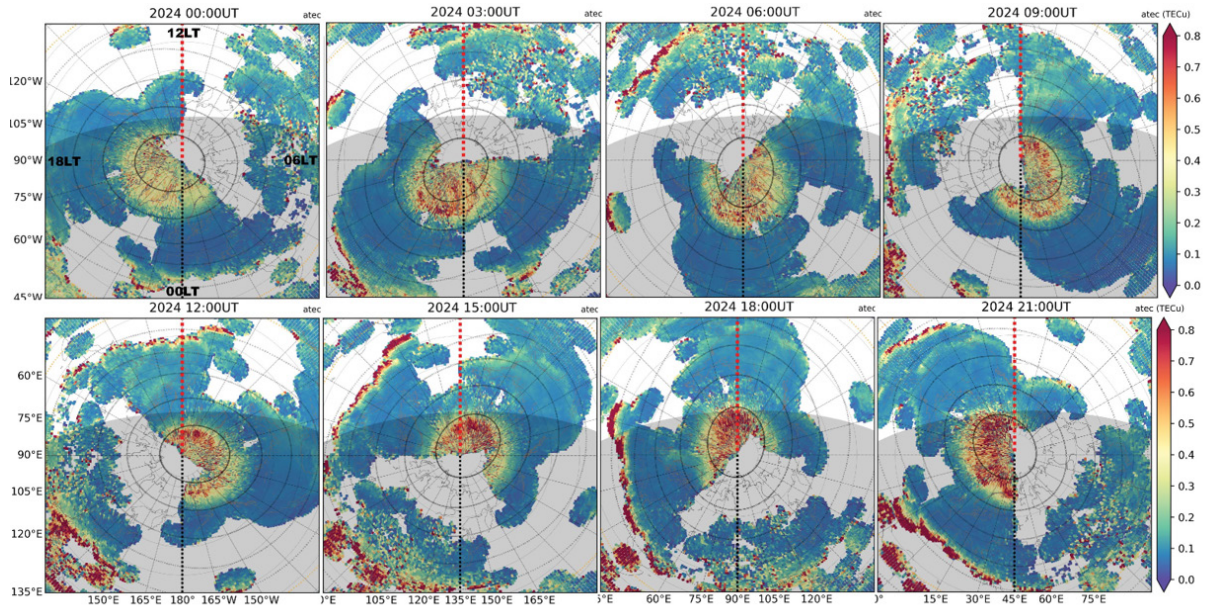 2024 00:00UT atec
2024 03:00UT atec
2024 06:00UT atec
2024 09:00UT atec (TECu)
12LT
18LT
06LT
00LT
120°W
105°W
90°W
75°W
60°W
45°W
0.8
0.7
0.6
0.5
0.4
0.3
0.2
0.1
0.0
2024 12:00UT atec
2024 15:00UT atec
2024 18:00UT atec
2024 21:00UT atec (TECu)
60°E
75°E
90°E
105°E
120°E
135°E
150°E 165°E 180° 165°W 150°W
105°E 120°E 135°E 150°E 165°E
60°E 75°E 90°E 105°E 120°E
15°E 30°E 45°E 60°E 75°E
0.8
0.7
0.6
0.5
0.4
0.3
0.2
0.1
0.0